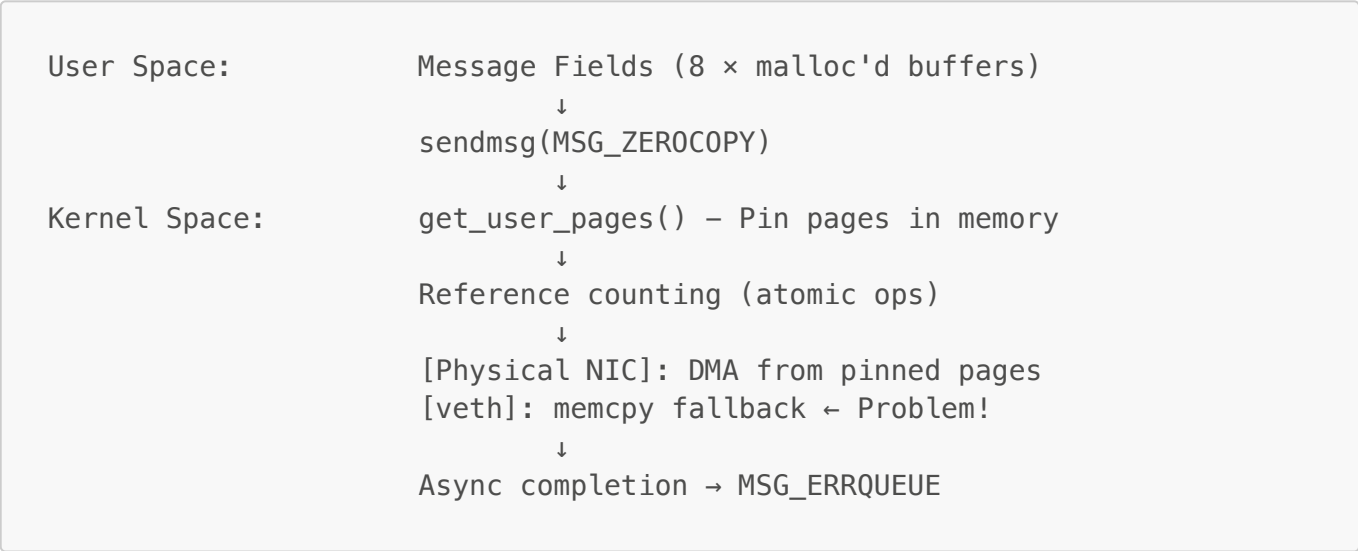 User Space: Message Fields (8 × malloc'd buffers)
↓
sendmsg(MSG_ZEROCOPY)
↓
Kernel Space: get_user_pages() − Pin pages in memory
↓
Reference counting (atomic ops)
↓
[Physical NIC]: DMA from pinned pages
[veth]: memcpy fallback ← Problem!
↓
Async completion → MSG_ERRQUEUE